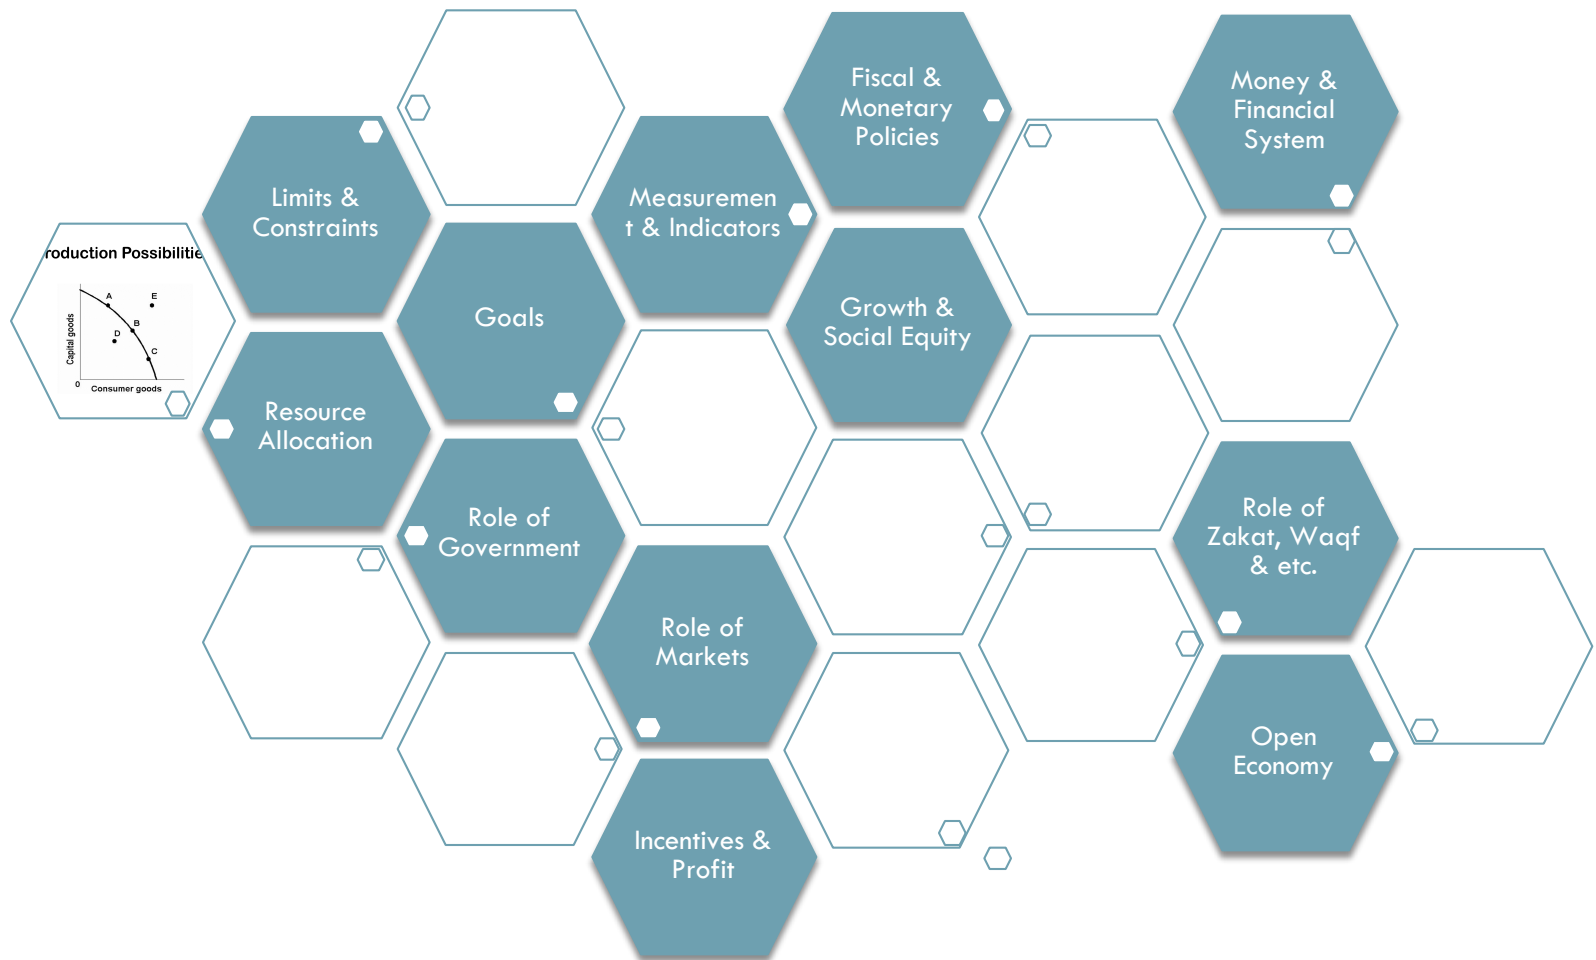 Fiscal &
Monetary
Policies
Money &
Financial
System
Limits &
Constraints
Measuremen
t & Indicators
roduction Possibilitie
A
E
B
D
C
Capital goods
0
Consumer goods
Goals
Growth &
Social Equity
Resource
Allocation
Role of
Government
Role of
Zakat, Waqf
& etc.
Role of
Markets
Open
Economy
Incentives &
Profit